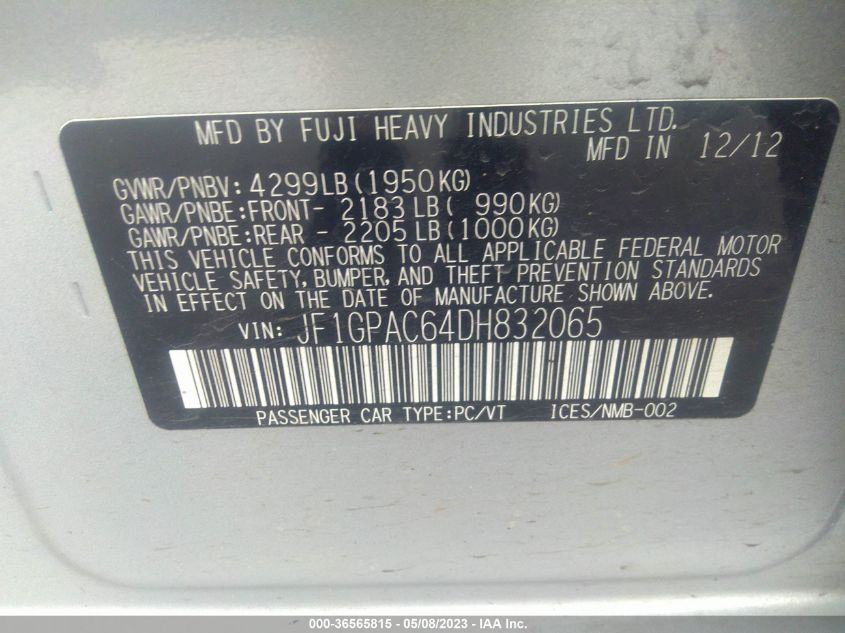 MFD BY FUJI HEAVY INDUSTRIES LTD.
MFD IN 12/12
GVWR/PNBV: 4299LB(1950KG)
GAWR/PNBE:FRONT- 2183 LB( 990KG)
GAWR/PNBE:REAR - 2205 LB(1000KG)
THIS VEHICLE CONFORMS TO ALL APPLICABLE FEDERAL MOTOR
VEHICLE SAFETY, BUMPER, AND THEFT PREVENTION STANDARDS
IN EFFECT ON THE DATE OF MANUFACTURE SHOWN ABOVE.
VIN: JF1GPAC64DH832065
PASSENGER CAR TYPE:PC/VT ICES/NMB-002
000-36565815 - 05/08/2023 - IAA Inc.